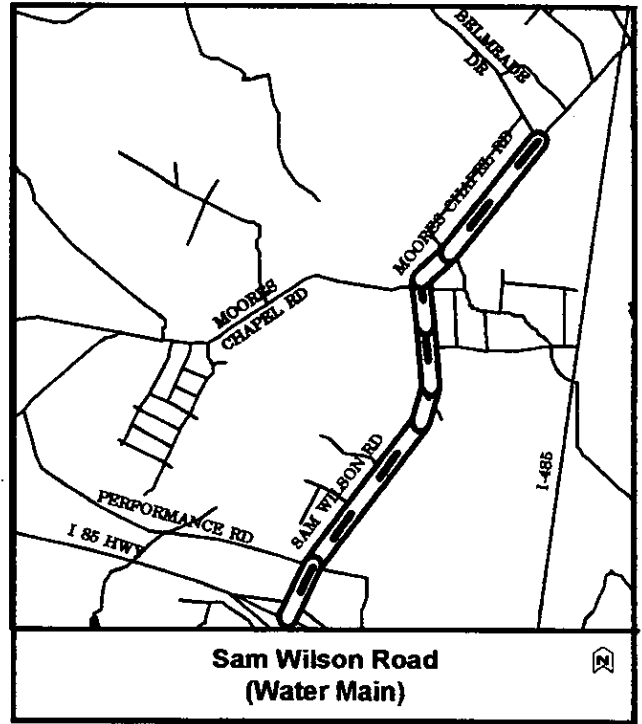 BELMEADE
DR
MOORES CHAPEL RD
MOORES
CHAPEL RD
SAM WILSON RD
I-485
PERFORMANCE RD
I 85 HWY
Sam Wilson Road
(Water Main)
N